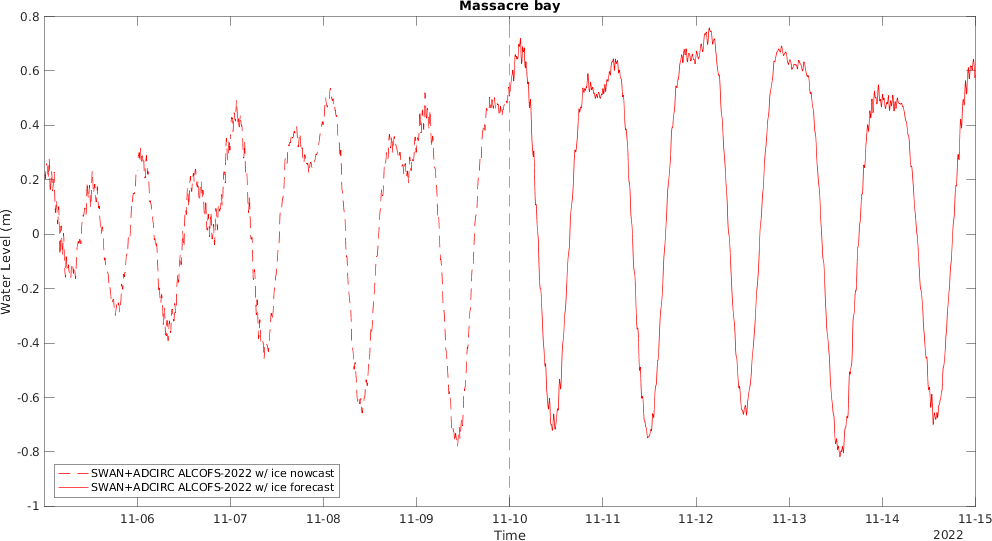 Massacre bay
Water Level (m)
0.8
0.6
0.4
0.2
0
-0.2
-0.4
-0.6
-0.8
-1
SWAN+ADCIRC ALCOFS-2022 w/ ice nowcast
SWAN+ADCIRC ALCOFS-2022 w/ ice forecast
11-06 11-07 11-08 11-09 11-10 11-11 11-12 11-13 11-14 11-15
Time
2022